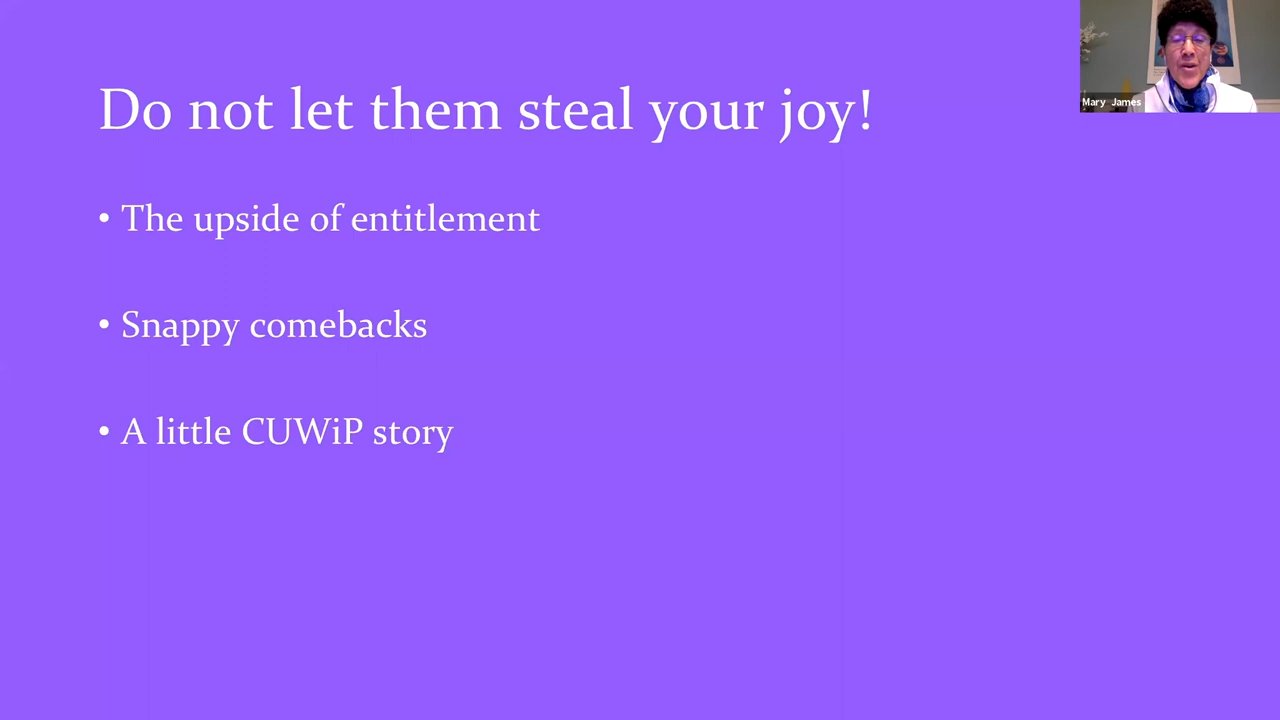 Do not let them steal your joy!
• The upside of entitlement
• Snappy comebacks
• A little CUWiP story
Mary James